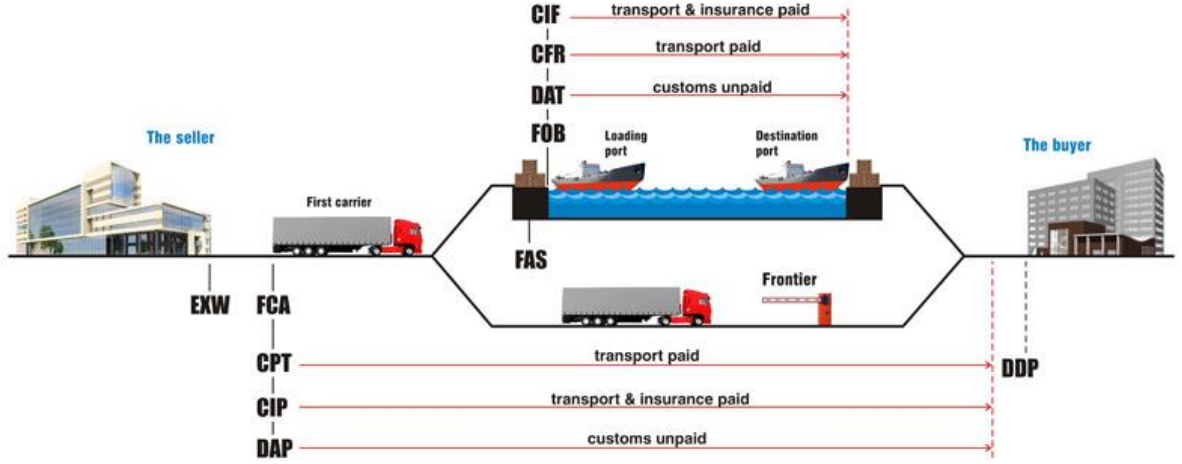 CIF transport & insurance paid
CFR transport paid
DAT customs unpaid
FOB
Loading
port
Destination
port
The seller
The buyer
First carrier
FAS
EXW
FCA
Frontier
CPT transport paid
DDP
CIP transport & insurance paid
DAP customs unpaid